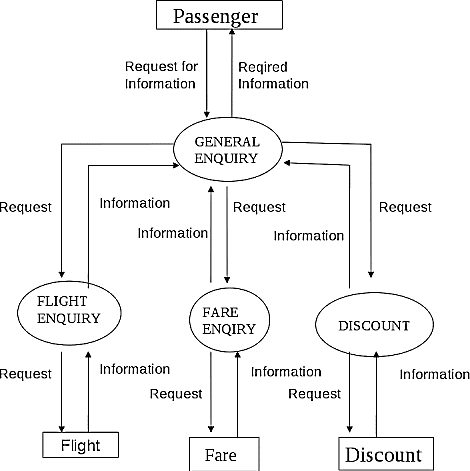 Passenger
Request for
Information
Reqired
Information
GENERAL
ENQUIRY
Request
Information
Information
Request
Information
Request
FLIGHT
ENQUIRY
FARE
ENQIRY
DISCOUNT
Request
Information
Request
Information
Request
Information
Flight
Fare
Discount